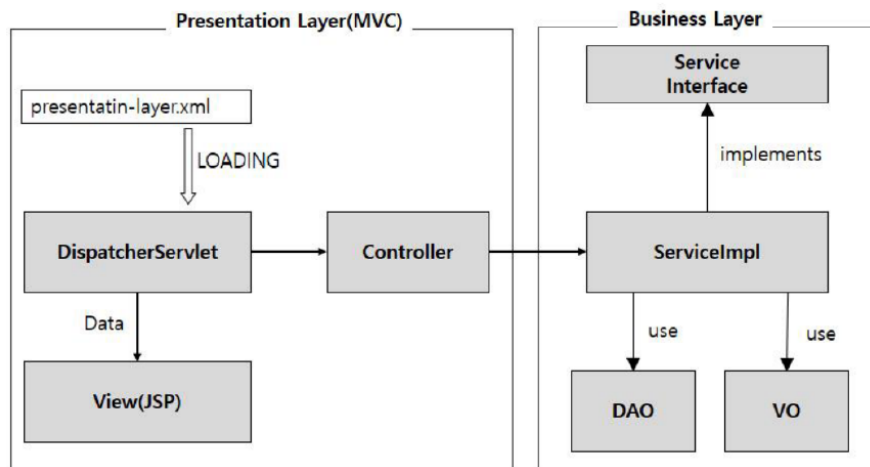 Presentation Layer(MVC)
Business Layer
presentatin-layer.xml
LOADING
DispatcherServlet
Controller
Data
View(JSP)
Service
Interface
implements
ServiceImpl
use
use
DAO
VO